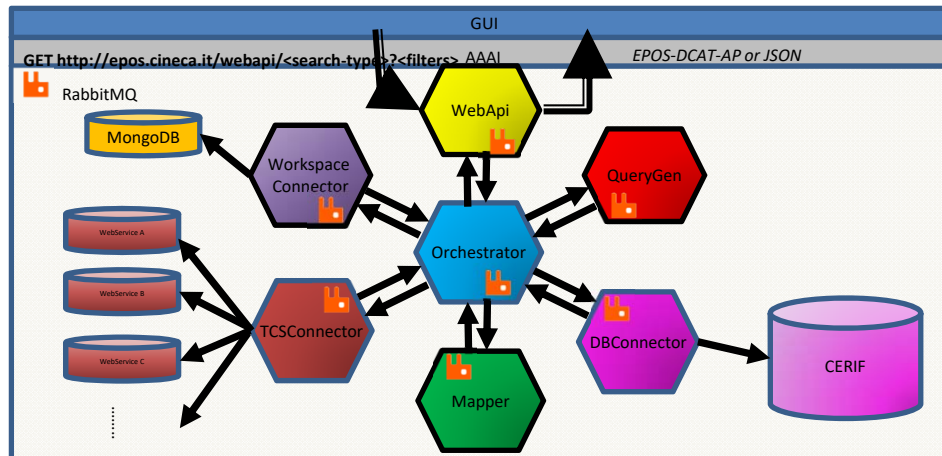 GUI
GET http://epos.cineca.it/webapi/<search-type>?<filters> AAAI
EPOS-DCAT-AP or JSON
RabbitMQ
WebApi
MongoDB
Workspace
Connector
QueryGen
WebService A
Orchestrator
WebService B
TCSConnector
DBConnector
WebService C
CERIF
Mapper
......